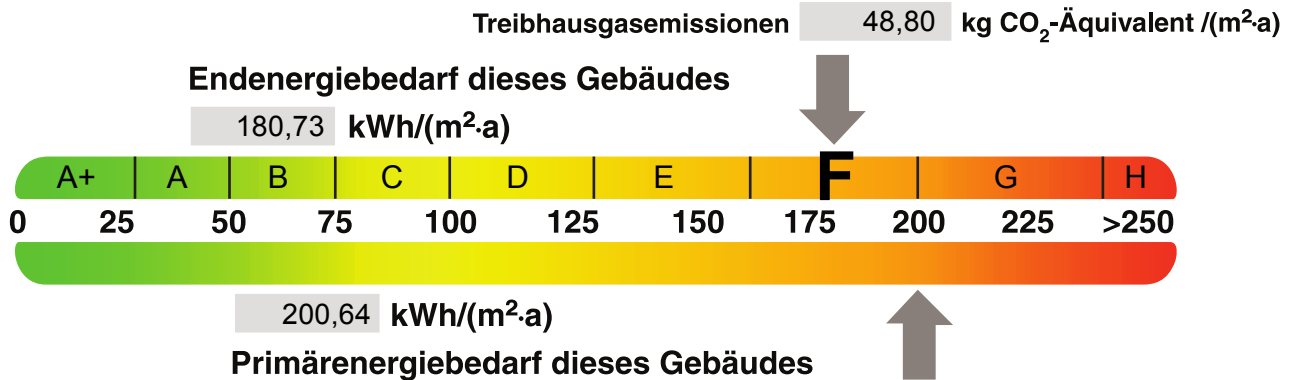 Treibhausgasemissionen 48,80 kg CO₂-Äquivalent /(m²·a)
Endenergiebedarf dieses Gebäudes
180,73 kWh/(m²·a)
A+ A B C D E F G H
0 25 50 75 100 125 150 175 200 225 >250
200,64 kWh/(m²·a)
Primärenergiebedarf dieses Gebäudes